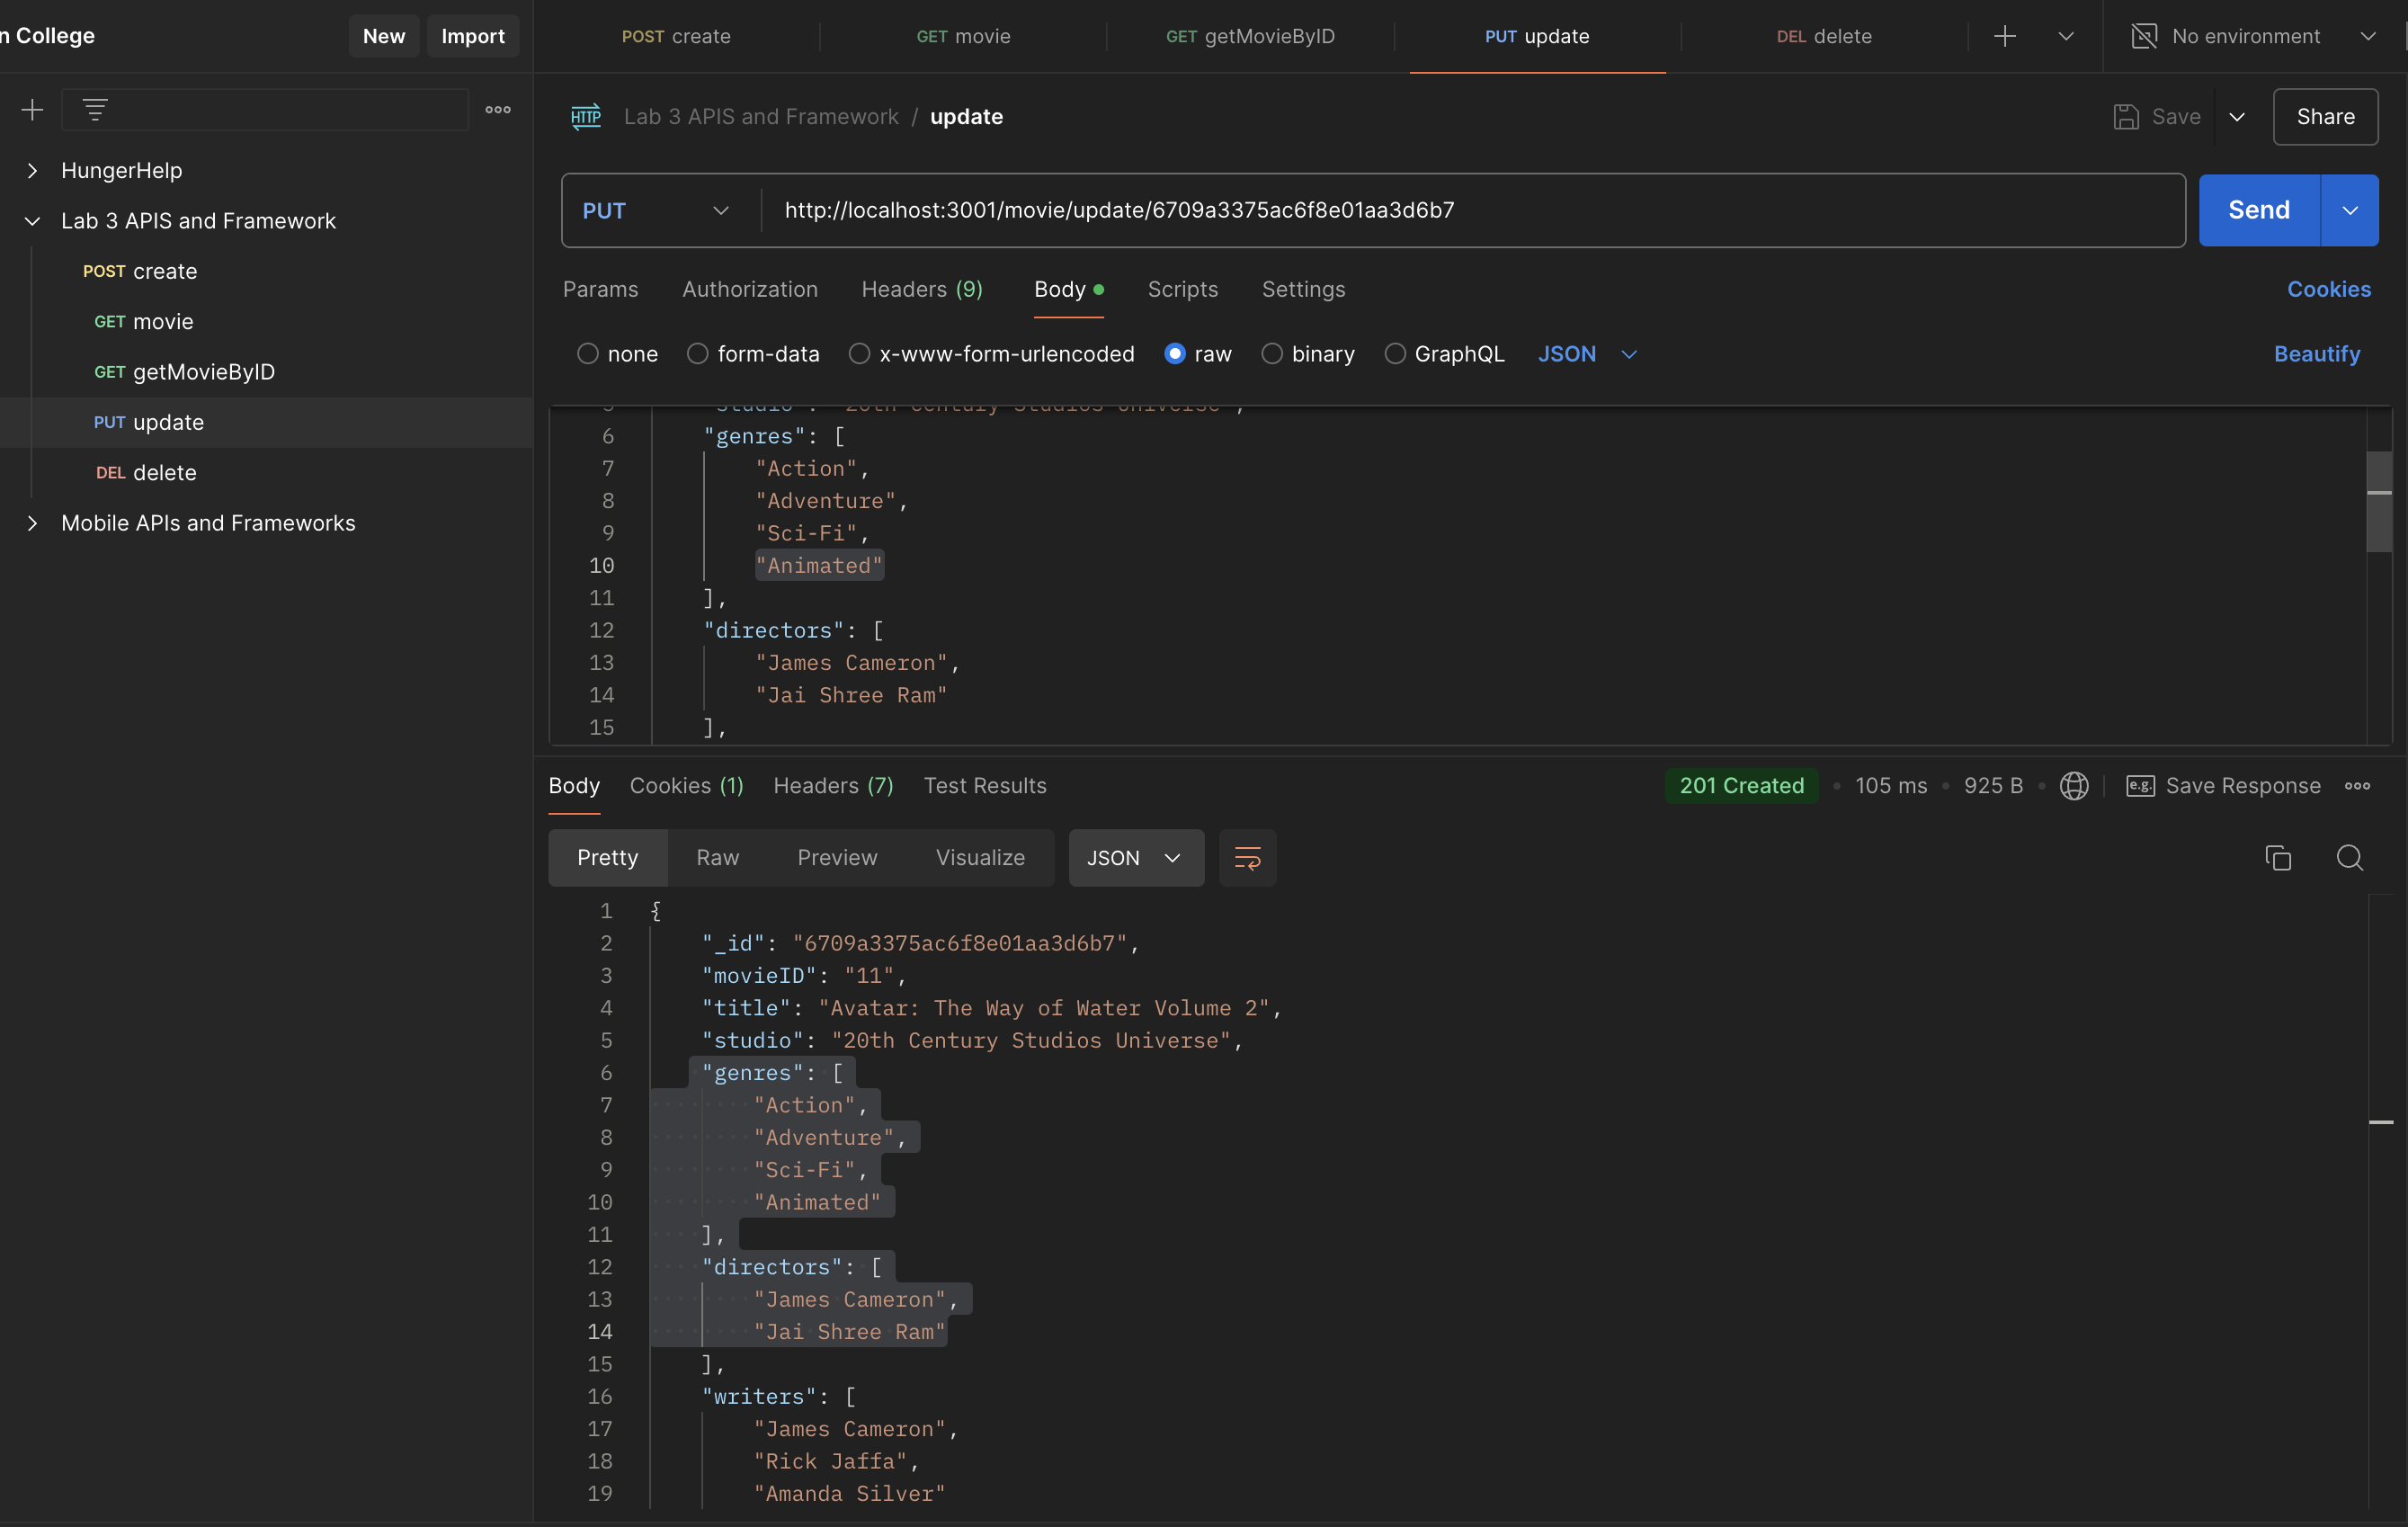 n College
New
Import
POST create
GET movie
GET getMovieByID
PUT update
DEL delete
No environment
HungerHelp
Lab 3 APIS and Framework
POST create
GET movie
GET getMovieByID
PUT update
DEL delete
Mobile APIs and Frameworks
HTTP
Lab 3 APIS and Framework / update
Save
Share
PUT
http://localhost:3001/movie/update/6709a3375ac6f8e01aa3d6b7
Send
Params
Authorization
Headers (9)
Body
Scripts
Settings
Cookies
none
form-data
x-www-form-urlencoded
raw
binary
GraphQL
JSON
Beautify
5 "studio": "20th Century Studios Universe",
6 "genres": [
7 "Action",
8 "Adventure",
9 "Sci-Fi",
10 "Animated"
11 ],
12 "directors": [
13 "James Cameron",
14 "Jai Shree Ram"
15 ],
Body
Cookies (1)
Headers (7)
Test Results
201 Created
105 ms
925 B
e.g.
Save Response
Pretty
Raw
Preview
Visualize
JSON
1 {
2 "_id": "6709a3375ac6f8e01aa3d6b7",
3 "movieID": "11",
4 "title": "Avatar: The Way of Water Volume 2",
5 "studio": "20th Century Studios Universe",
6 "genres": [
7 "Action",
8 "Adventure",
9 "Sci-Fi",
10 "Animated"
11 ],
12 "directors": [
13 "James Cameron",
14 "Jai Shree Ram"
15 ],
16 "writers": [
17 "James Cameron",
18 "Rick Jaffa",
19 "Amanda Silver"